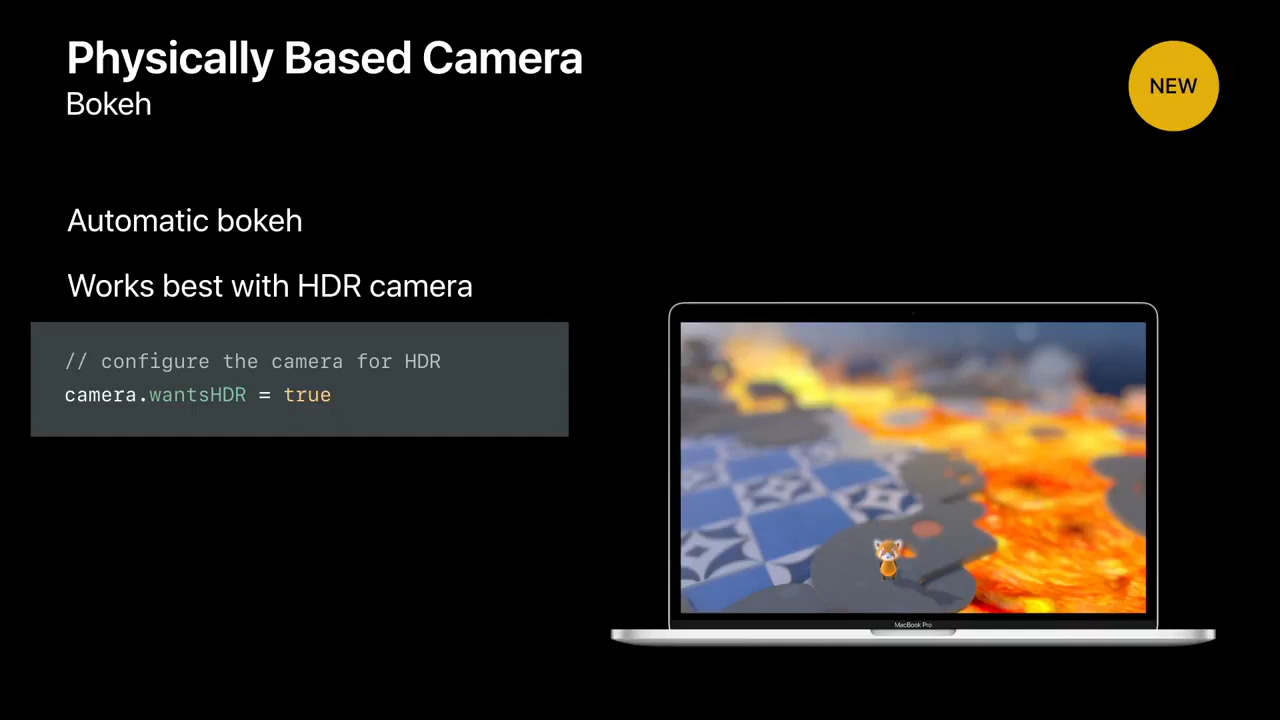 Physically Based Camera
Bokeh
NEW
Automatic bokeh
Works best with HDR camera
// configure the camera for HDR
camera.wantsHDR = true
MacBook Pro